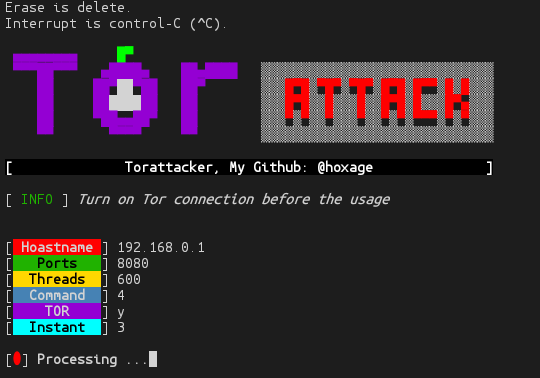 Erase is delete.
Interrupt is control-C (^C).
Tor ATTACK
[ Torattacker, My Github: @hoxage ]
[ INFO ] Turn on Tor connection before the usage
[ Hoastname ] 192.168.0.1
[ Ports ] 8080
[ Threads ] 600
[ Command ] 4
[ TOR ] y
[ Instant ] 3
[ ] Processing ...